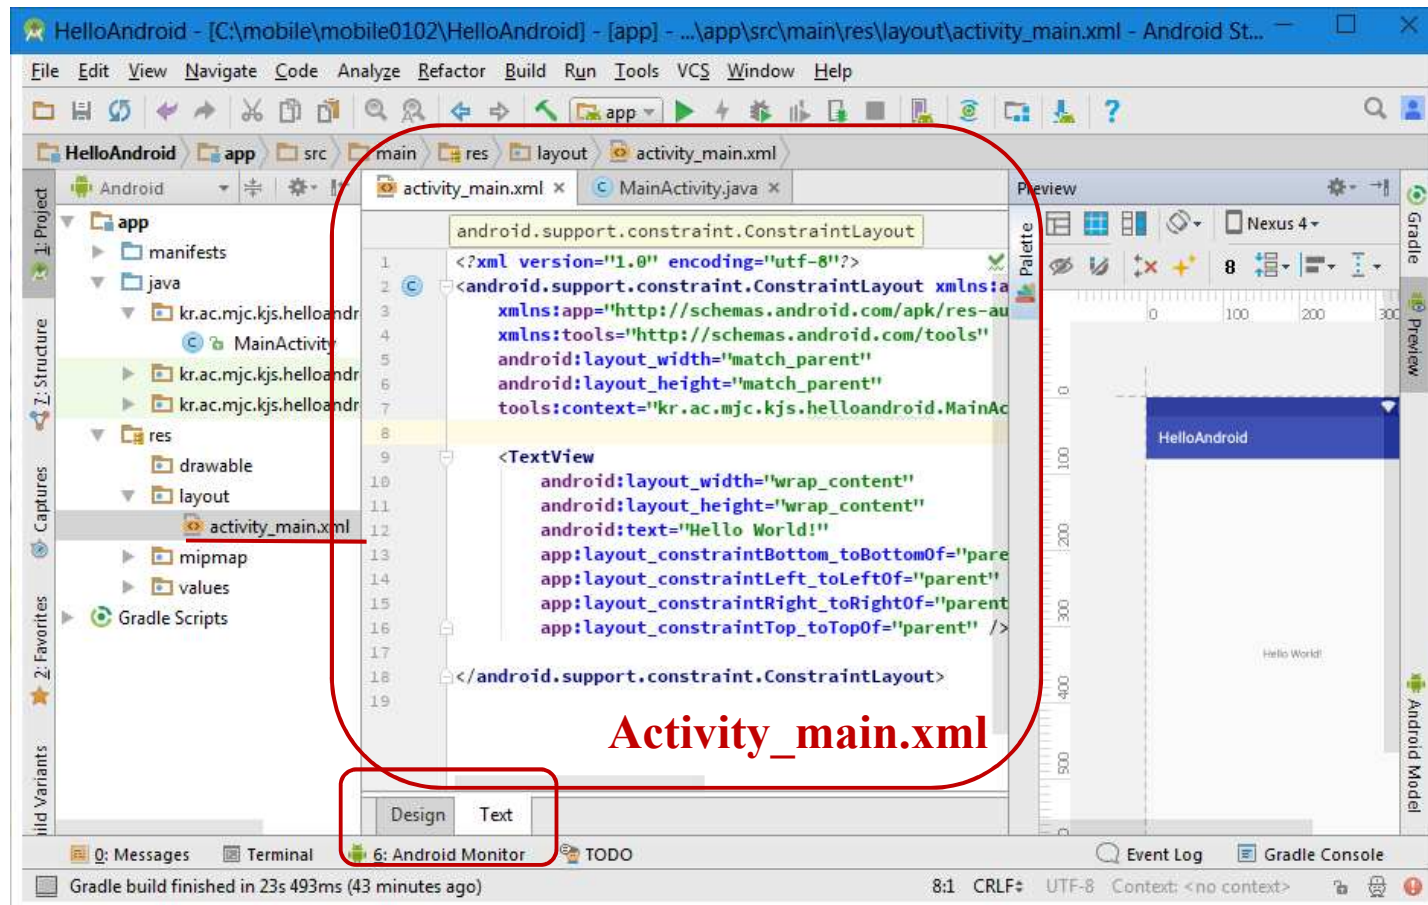 HelloAndroid - [C:\mobile\mobile0102\HelloAndroid] - [app] - ...\app\src\main\res\layout\activity_main.xml - Android St...
File Edit View Navigate Code Analyze Refactor Build Run Tools VCS Window Help
app
HelloAndroid app src main res layout activity_main.xml
Android
activity_main.xml MainActivity.java
Preview
1: Project
7: Structure
Captures
2: Favorites
ild Variants
app
manifests
java
kr.ac.mjc.kjs.helloandr
MainActivity
kr.ac.mjc.kjs.helloandr
kr.ac.mjc.kjs.helloandr
res
drawable
layout
activity_main.xml
mipmap
values
Gradle Scripts
android.support.constraint.ConstraintLayout
1 <?xml version="1.0" encoding="utf-8"?>
2 <android.support.constraint.ConstraintLayout xmlns:a
3 xmlns:app="http://schemas.android.com/apk/res-au
4 xmlns:tools="http://schemas.android.com/tools"
5 android:layout_width="match_parent"
6 android:layout_height="match_parent"
7 tools:context="kr.ac.mjc.kjs.helloandroid.MainAc
8
9 <TextView
10 android:layout_width="wrap_content"
11 android:layout_height="wrap_content"
12 android:text="Hello World!"
13 app:layout_constraintBottom_toBottomOf="pare
14 app:layout_constraintLeft_toLeftOf="parent"
15 app:layout_constraintRight_toRightOf="parent
16 app:layout_constraintTop_toTopOf="parent" />
17
18 </android.support.constraint.ConstraintLayout>
19
Activity_main.xml
Design Text
Palette
Nexus 4
8
0 100 200 300
0
100
200
300
400
500
HelloAndroid
Hello World!
Gradle
Preview
Android Model
0: Messages Terminal 6: Android Monitor TODO Event Log Gradle Console
Gradle build finished in 23s 493ms (43 minutes ago) 8:1 CRLF UTF-8 Context: <no context>